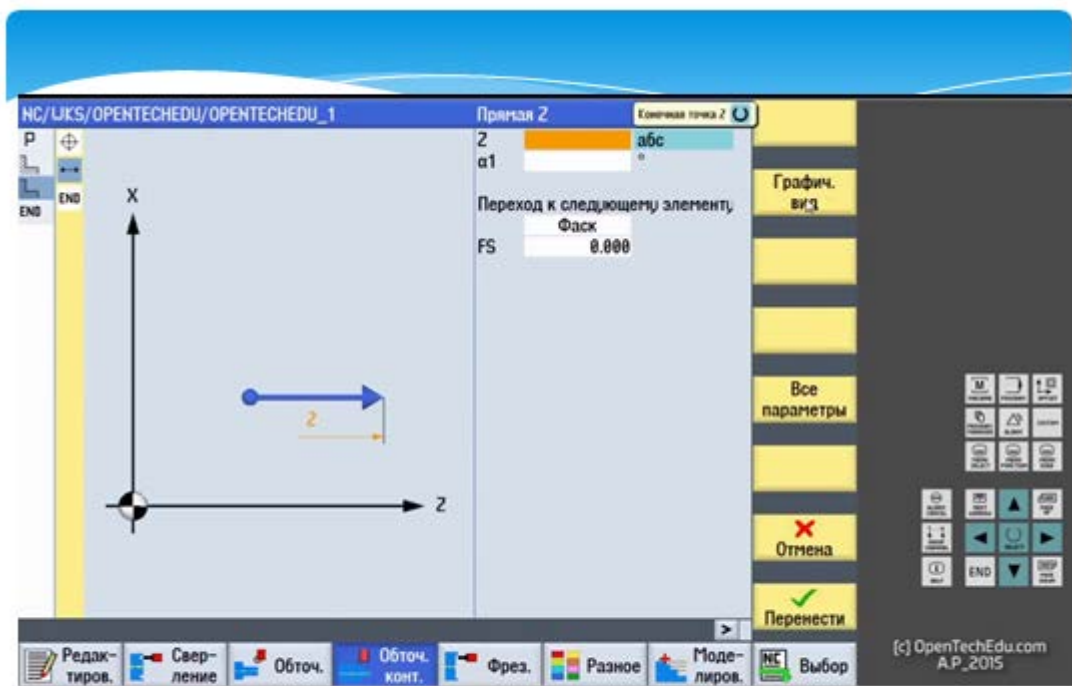 NC/WKS/OPENTECHEDU/OPENTECHEDU_1
Прямая Z
Конечная точка Z
P
END
END
X
Z
Z
Z
абс
α1
°
Переход к следующему элементу
Фаск
FS
0.000
Графич.
вид
Все
параметры
Отмена
Перенести
>
Редак-
тиров.
Свер-
ление
Обточ.
Обточ.
конт.
Фрез.
Разное
Моде-
лиров.
NC
Выбор
M
END
[c] OpenTechEdu.com
A.P_2015